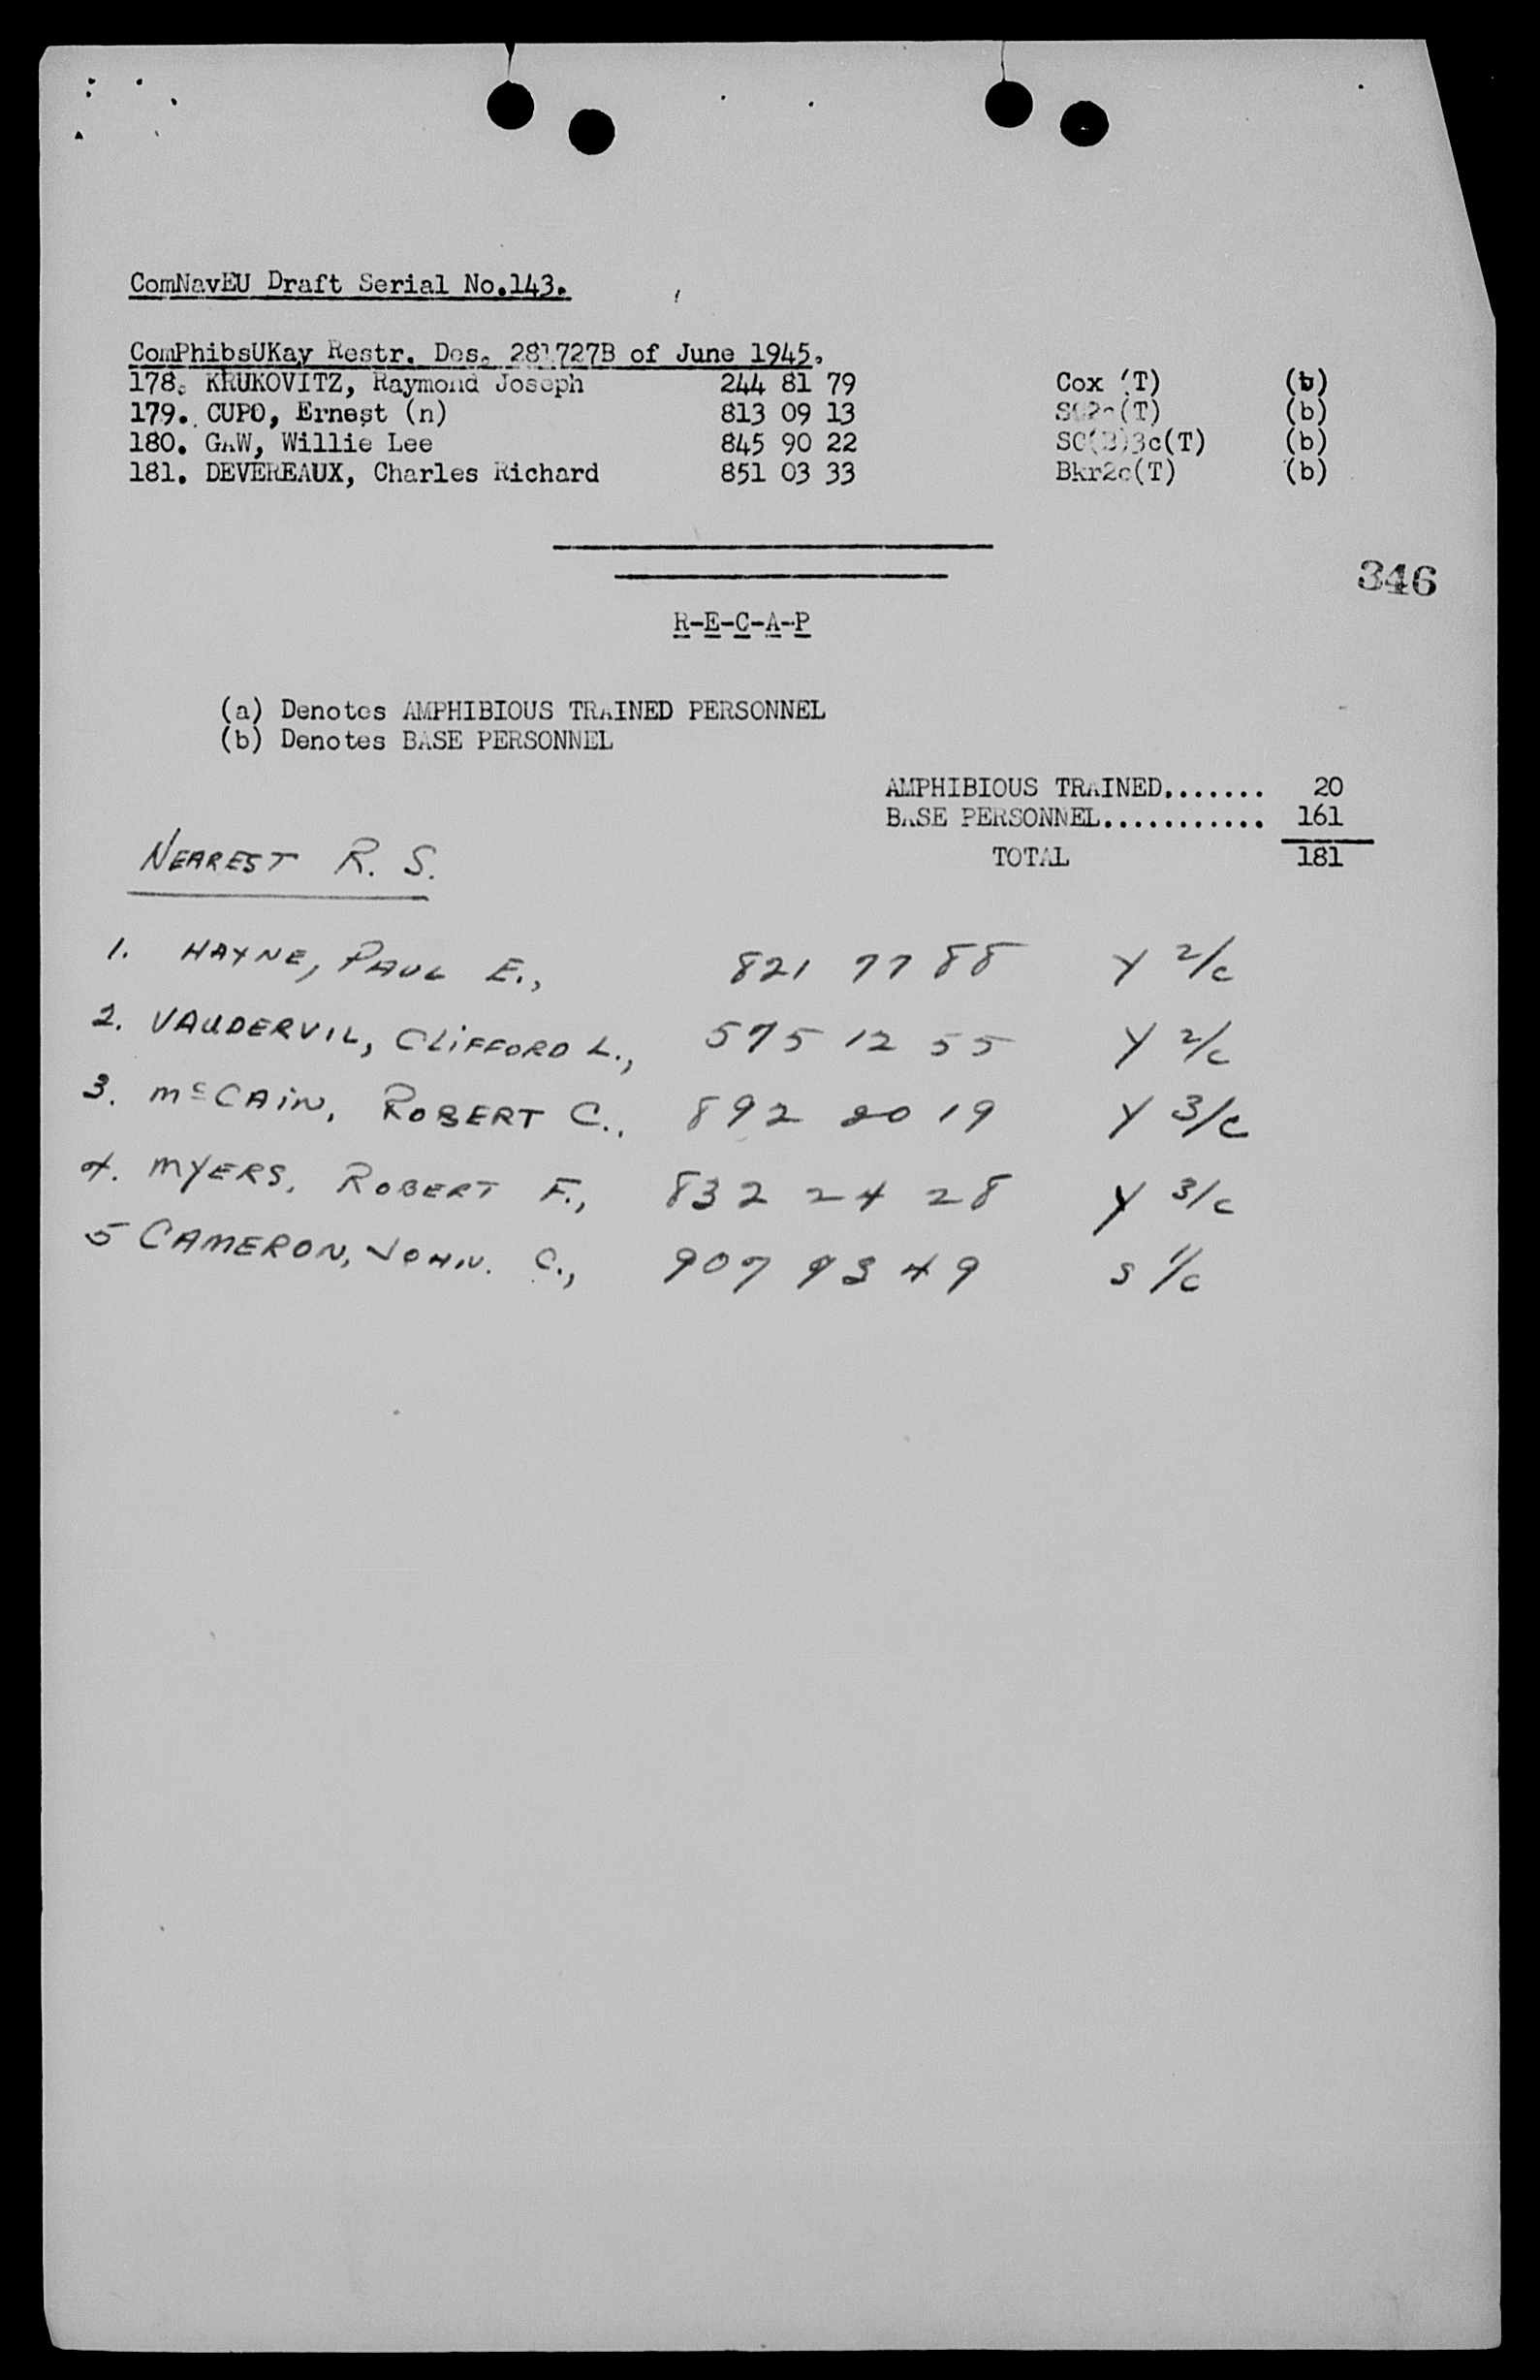 ComNavEU Draft Serial No.143.
ComPhibsUKay Restr. Des. 281727B of June 1945.
178. KRUKOVITZ, Raymond Joseph 244 81 79 Cox (T) (b)
179. CUPO, Ernest (n) 813 09 13 (b)
180. GAW, Willie Lee 845 90 22 SC(B)3c(T) (b)
181. DEVEREAUX, Charles Richard 851 03 33 Bkr2c(T) (b)
346
R-E-C-A-P
(a) Denotes AMPHIBIOUS TRAINED PERSONNEL
(b) Denotes BASE PERSONNEL
AMPHIBIOUS TRAINED....... 20
BASE PERSONNEL........... 161
TOTAL 181
NEAREST R. S.
1. HAYNE, PAUL E., 821 77 88 Y 2/c
2. VAUDERVIL, CLIFFORD L., 575 12 55 Y 2/c
3. McCAIN, ROBERT C., 892 80 19 Y 3/c
4. MYERS, ROBERT F., 832 24 28 Y 3/c
5 CAMERON, JOHN. C., 907 93 49 S 1/c